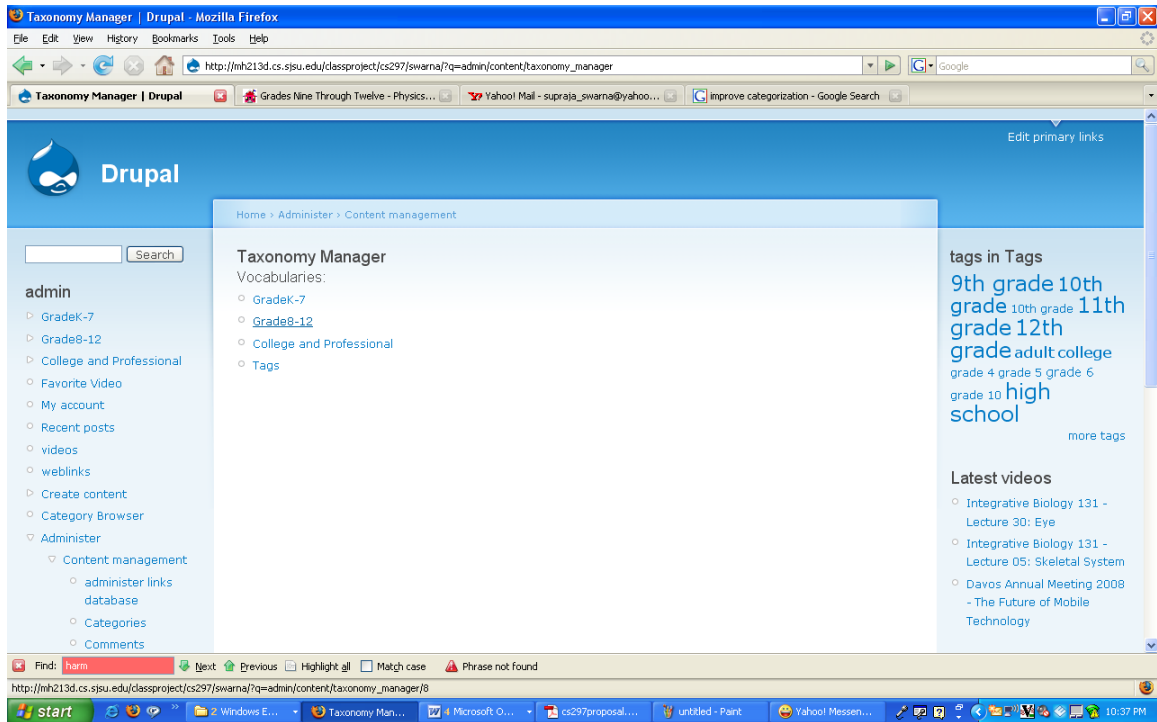 Taxonomy Manager | Drupal - Mozilla Firefox
File Edit View History Bookmarks Tools Help
http://mh213d.cs.sjsu.edu/classproject/cs297/swarna/?q=admin/content/taxonomy_manager
Google
Taxonomy Manager | Drupal
Grades Nine Through Twelve - Physics...
Yahoo! Mail - supraja_swarna@yahoo...
improve categorization - Google Search
Edit primary links
Drupal
Home › Administer › Content management
Search
admin
GradeK-7
Grade8-12
College and Professional
Favorite Video
My account
Recent posts
videos
weblinks
Create content
Category Browser
Administer
Content management
administer links
database
Categories
Comments
Taxonomy Manager
Vocabularies:
GradeK-7
Grade8-12
College and Professional
Tags
tags in Tags
9th grade 10th
grade 10th grade 11th
grade 12th
grade adult college
grade 4 grade 5 grade 6
grade 10 high
school
more tags
Latest videos
Integrative Biology 131 -
Lecture 30: Eye
Integrative Biology 131 -
Lecture 05: Skeletal System
Davos Annual Meeting 2008
- The Future of Mobile
Technology
Find: harm Next Previous Highlight all Match case Phrase not found
http://mh213d.cs.sjsu.edu/classproject/cs297/swarna/?q=admin/content/taxonomy_manager/8
start
2 Windows E...
Taxonomy Man...
4 Microsoft O...
cs297proposal....
untitled - Paint
Yahoo! Messen...
10:37 PM